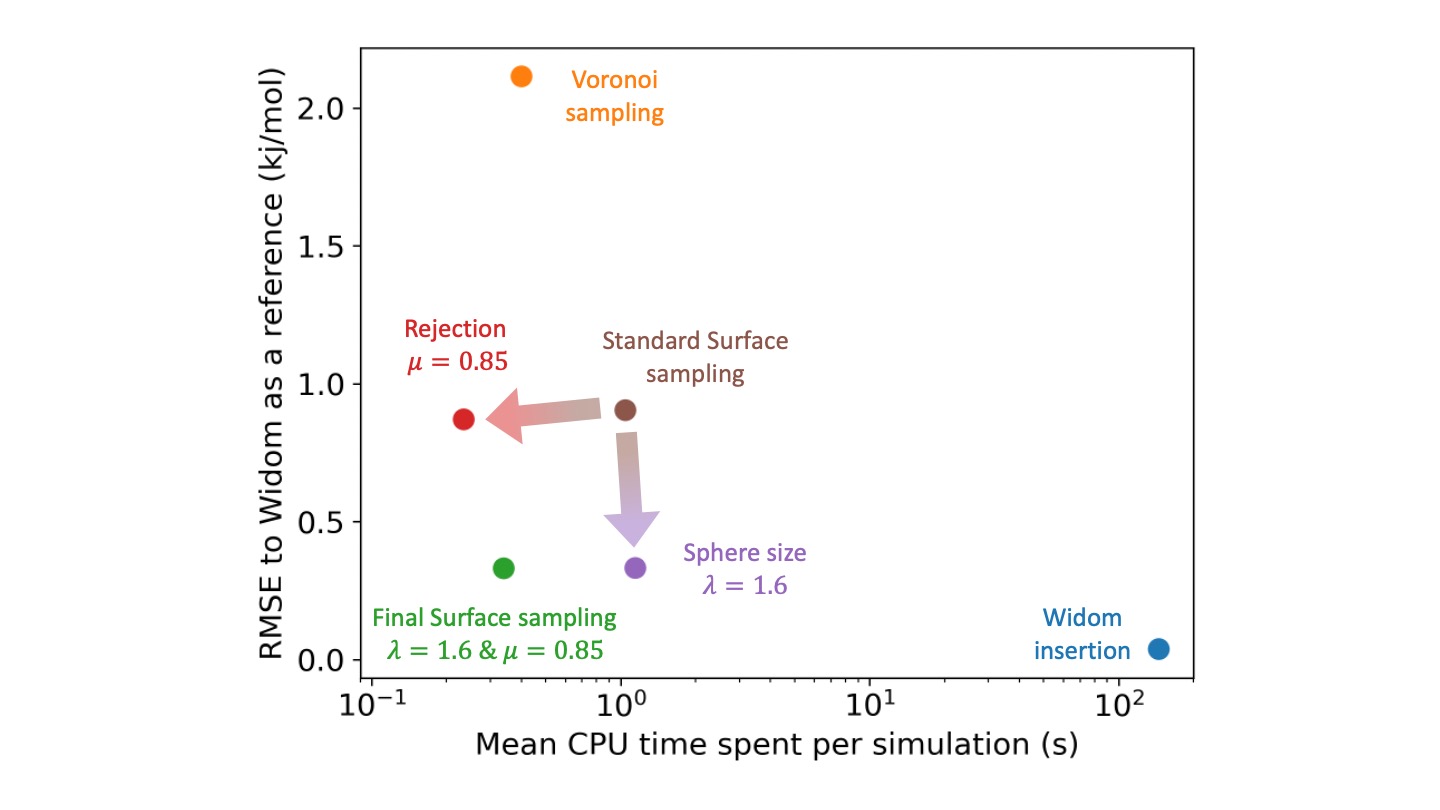 RMSE to Widom as a reference (kj/mol)
2.0
1.5
1.0
0.5
0.0
Voronoi
sampling
Rejection
𝜇 = 0.85
Standard Surface
sampling
Sphere size
𝜆 = 1.6
Final Surface sampling
𝜆 = 1.6 & 𝜇 = 0.85
Widom
insertion
10⁻¹
10⁰
10¹
10²
Mean CPU time spent per simulation (s)